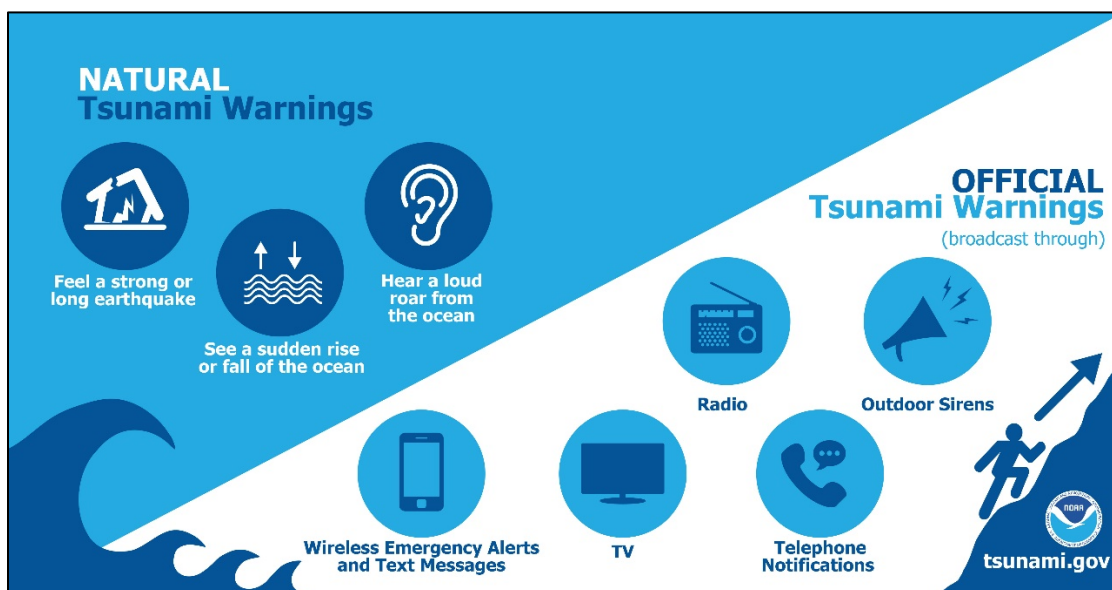 NATURAL
Tsunami Warnings
Feel a strong or
long earthquake
See a sudden rise
or fall of the ocean
Hear a loud
roar from
the ocean
OFFICIAL
Tsunami Warnings
(broadcast through)
Radio
Outdoor Sirens
Wireless Emergency Alerts
and Text Messages
TV
Telephone
Notifications
NOAA
tsunami.gov